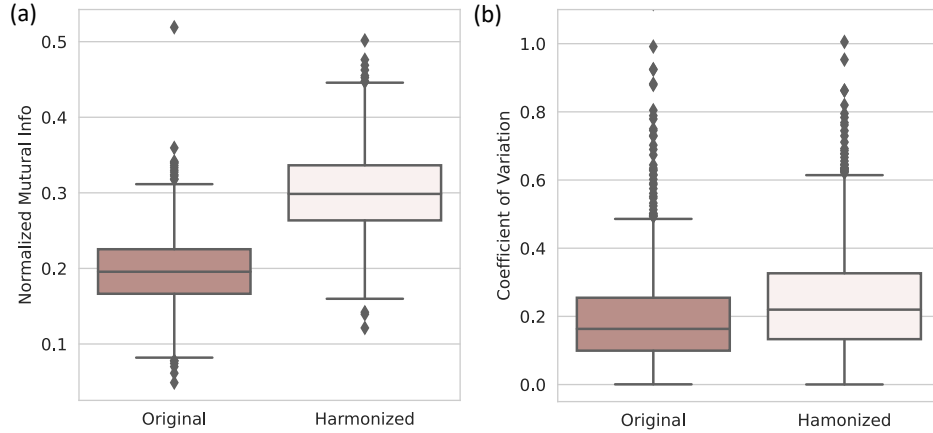 (a)
Normalized Mutural Info
0.5
0.4
0.3
0.2
0.1
Original
Harmonized
(b)
Coefficient of Variation
1.0
0.8
0.6
0.4
0.2
0.0
Original
Hamonized